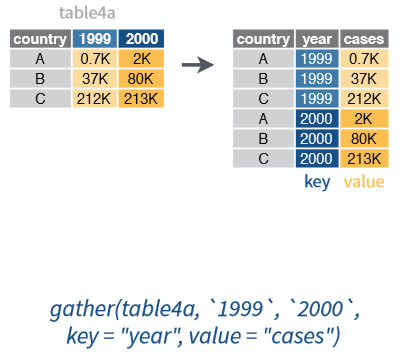 table4a
country 1999 2000
A 0.7K 2K
B 37K 80K
C 212K 213K
country year cases
A 1999 0.7K
B 1999 37K
C 1999 212K
A 2000 2K
B 2000 80K
C 2000 213K
key value
gather(table4a, `1999`, `2000`,
key = "year", value = "cases")